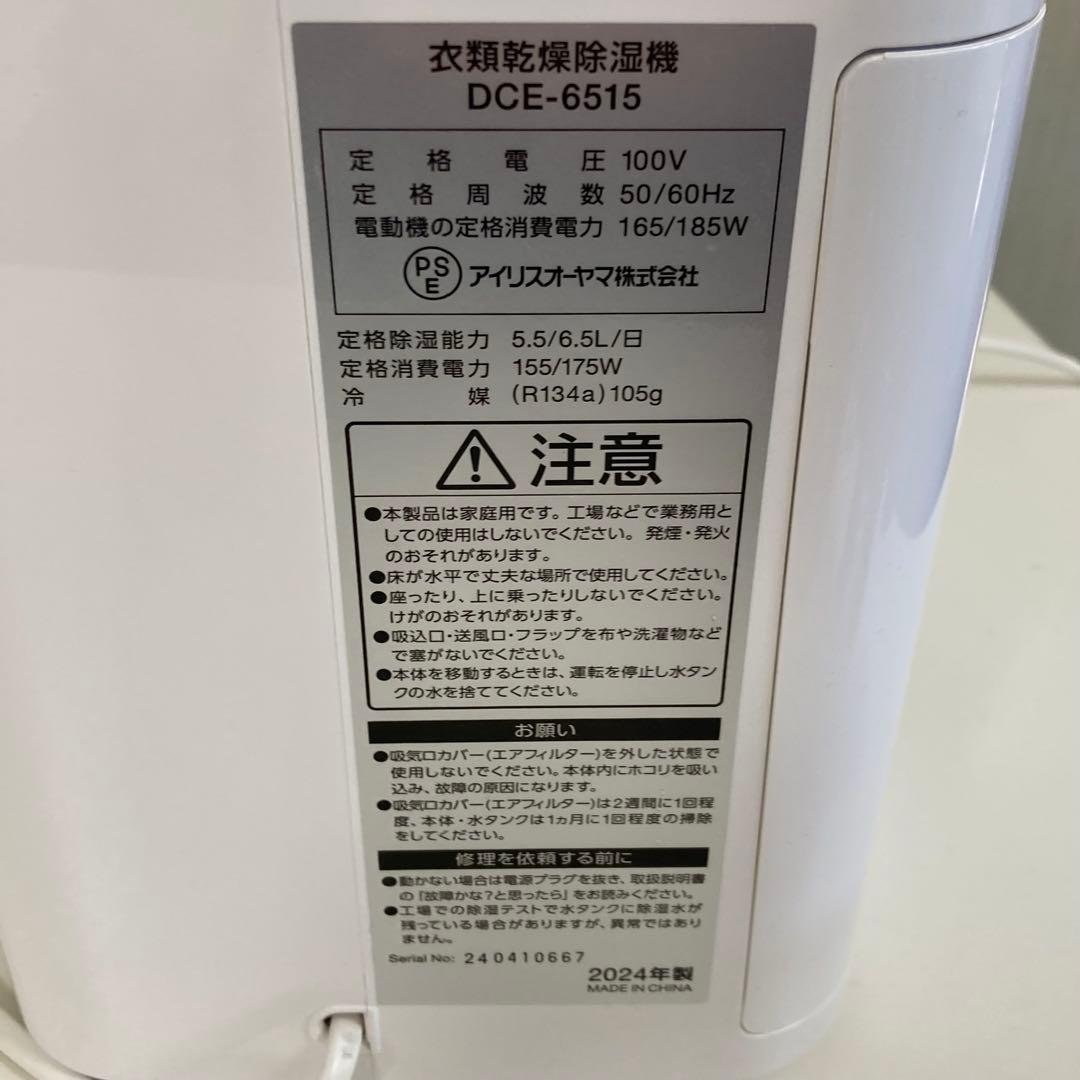 衣類乾燥除湿機
DCE-6515
定格電圧 100V
定格周波数 50/60Hz
電動機の定格消費電力 165/185W
PSE アイリスオーヤマ株式会社
定格除湿能力 5.5/6.5L/日
定格消費電力 155/175W
冷媒 (R134a)105g
注意
●本製品は家庭用です。工場などで業務用と
しての使用はしないでください。発煙・発火
のおそれがあります。
●床が水平で丈夫な場所で使用してください。
●座ったり、上に乗ったりしないでください。
けがのおそれがあります。
●吸込口・送風口・フラップを布や洗濯物など
で塞がないでください。
●本体を移動するときは、運転を停止し水タン
クの水を捨ててください。
お願い
●吸気口カバー(エアフィルター)を外した状態で
使用しないでください。本体内にホコリを吸い
込み、故障の原因になります。
●吸気口カバー(エアフィルター)は2週間に1回程
度、本体・水タンクは1ヵ月に1回程度の掃除
をしてください。
修理を依頼する前に
●動かない場合は電源プラグを抜き、取扱説明書
の「故障かな?と思ったら」をお読みください。
●工場での除湿テストで水タンクに除湿水が
残っている場合がありますが、異常ではあり
ません。
Serial No: 240410667
2024年製
MADE IN CHINA